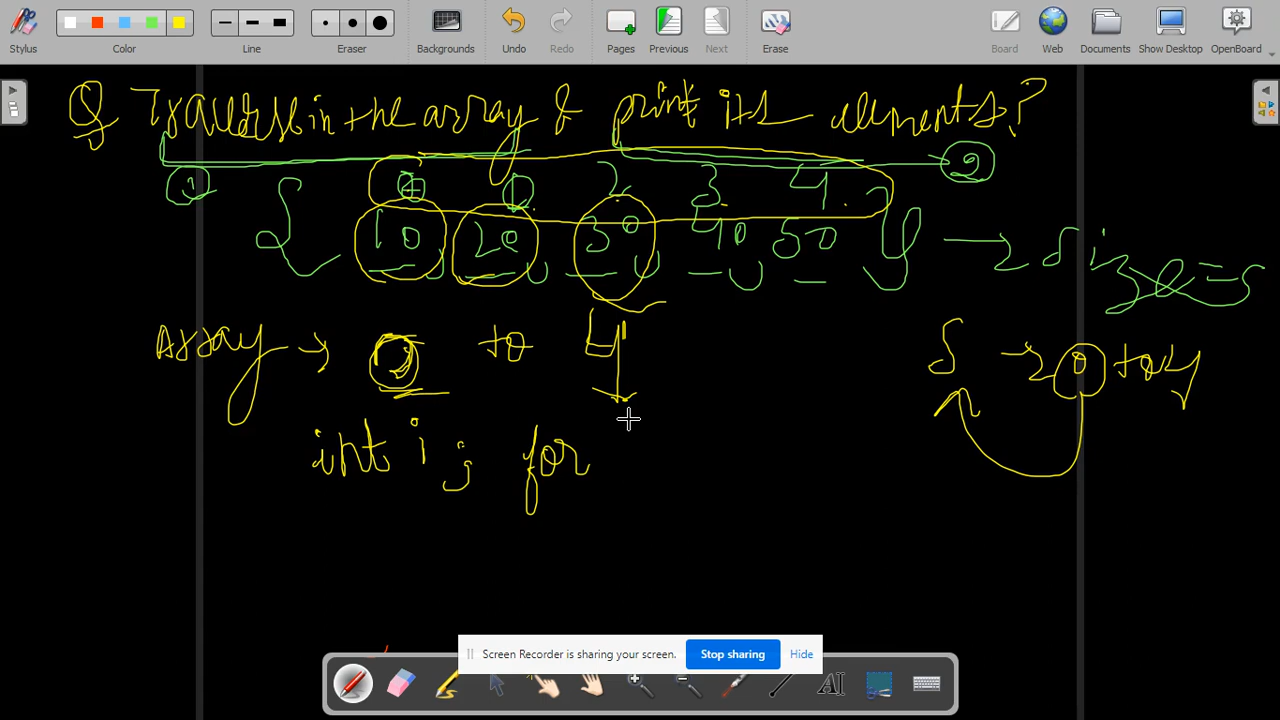 Stylus Color Line Eraser Backgrounds Undo Redo Pages Previous Next Erase Board Web Documents Show Desktop OpenBoard
Q Traverse in the array & print its elements?
1 2
0 1. 2. 3. 4.
{ 10, 20, 30, 40, 50 } → size = 5
Array → 0 to 4
5 → 0 to 4
int i; for
Screen Recorder is sharing your screen. Stop sharing Hide
AI